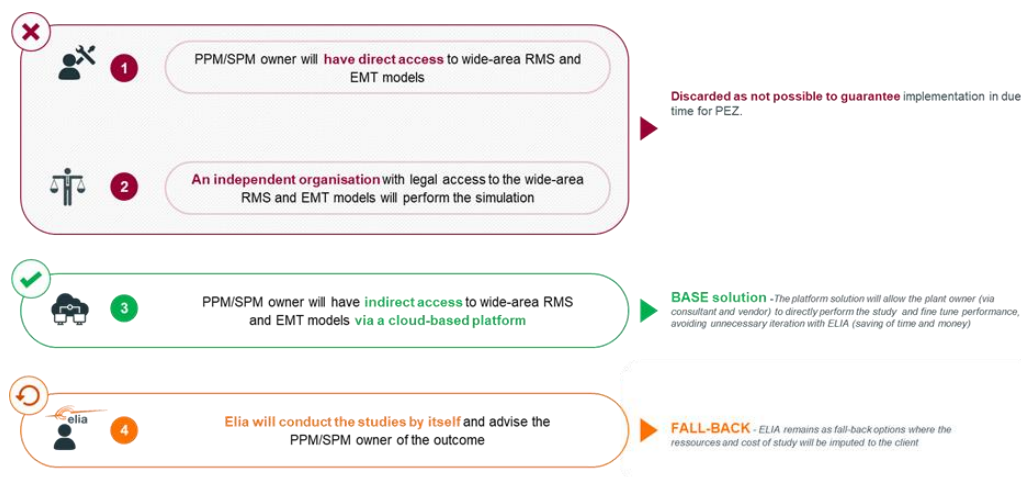 1
PPM/SPM owner will have direct access to wide-area RMS and
EMT models
2
An independent organisation with legal access to the wide-area
RMS and EMT models will perform the simulation
Discarded as not possible to guarantee implementation in due
time for PEZ.
3
PPM/SPM owner will have indirect access to wide-area RMS
and EMT models via a cloud-based platform
BASE solution -The platform solution will allow the plant owner (via
consultant and vendor) to directly perform the study and fine tune performance,
avoiding unnecessary iteration with ELIA (saving of time and money)
elia
4
Elia will conduct the studies by itself and advise the
PPM/SPM owner of the outcome
FALL-BACK - ELIA remains as fall-back options where the
ressources and cost of study will be imputed to the client